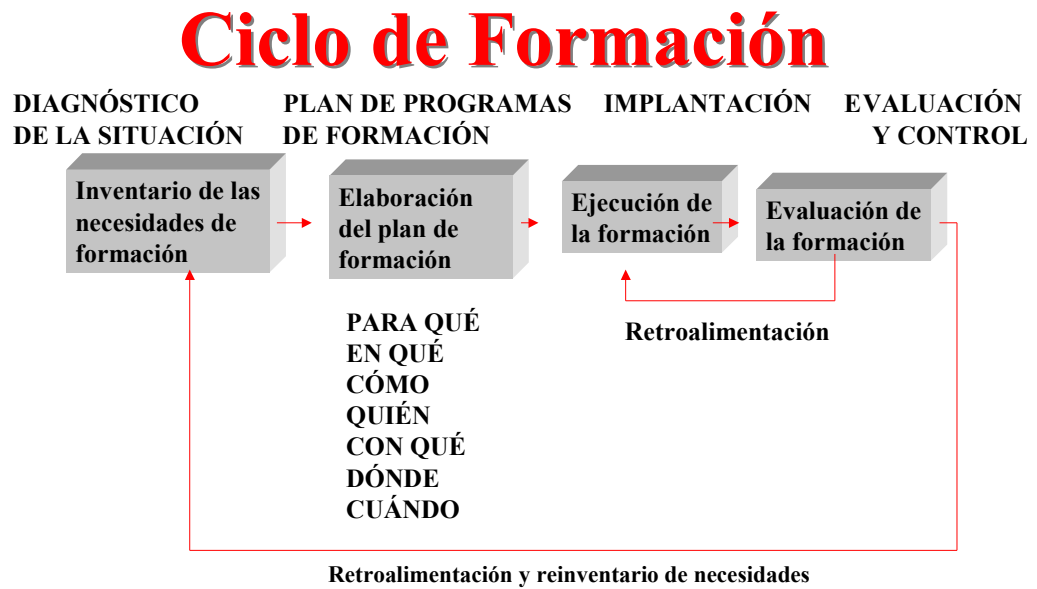 Ciclo de Formación
DIAGNÓSTICO
DE LA SITUACIÓN
PLAN DE PROGRAMAS
DE FORMACIÓN
IMPLANTACIÓN
EVALUACIÓN
Y CONTROL
Inventario de las
necesidades de
formación
Elaboración
del plan de
formación
Ejecución de
la formación
Evaluación de
la formación
PARA QUÉ
EN QUÉ
CÓMO
QUIÉN
CON QUÉ
DÓNDE
CUÁNDO
Retroalimentación
Retroalimentación y reinventario de necesidades